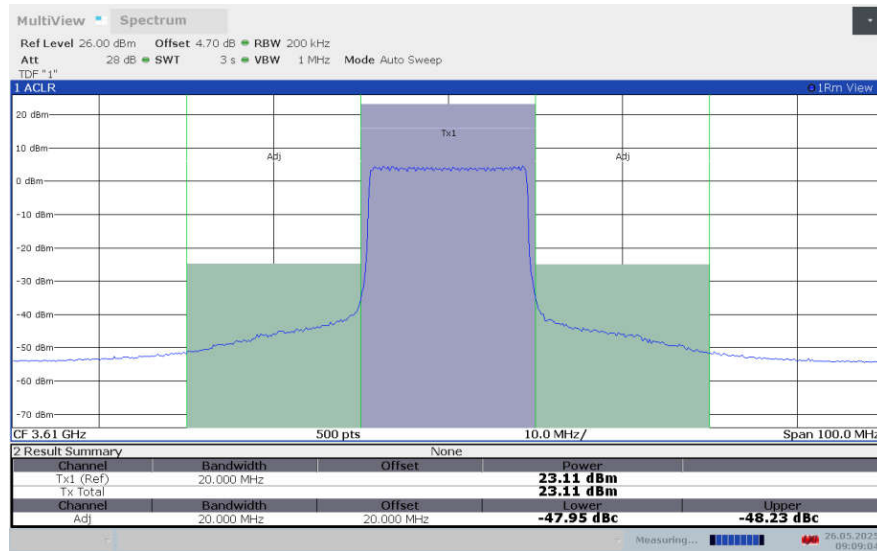 MultiView Spectrum
Ref Level 26.00 dBm Offset 4.70 dB RBW 200 kHz
Att 28 dB SWT 3 s VBW 1 MHz Mode Auto Sweep
TDF "1"
1 ACLR 1Rm View
20 dBm
Tx1
10 dBm
Adj Adj
0 dBm
-10 dBm
-20 dBm
-30 dBm
-40 dBm
-50 dBm
-60 dBm
-70 dBm
CF 3.61 GHz 500 pts 10.0 MHz/ Span 100.0 MHz
2 Result Summary None
Channel Bandwidth Offset Power
Tx1 (Ref) 20.000 MHz 23.11 dBm
Tx Total 23.11 dBm
Channel Bandwidth Offset Lower Upper
Adj 20.000 MHz 20.000 MHz -47.95 dBc -48.23 dBc
Measuring... 26.05.2025
09:09:04